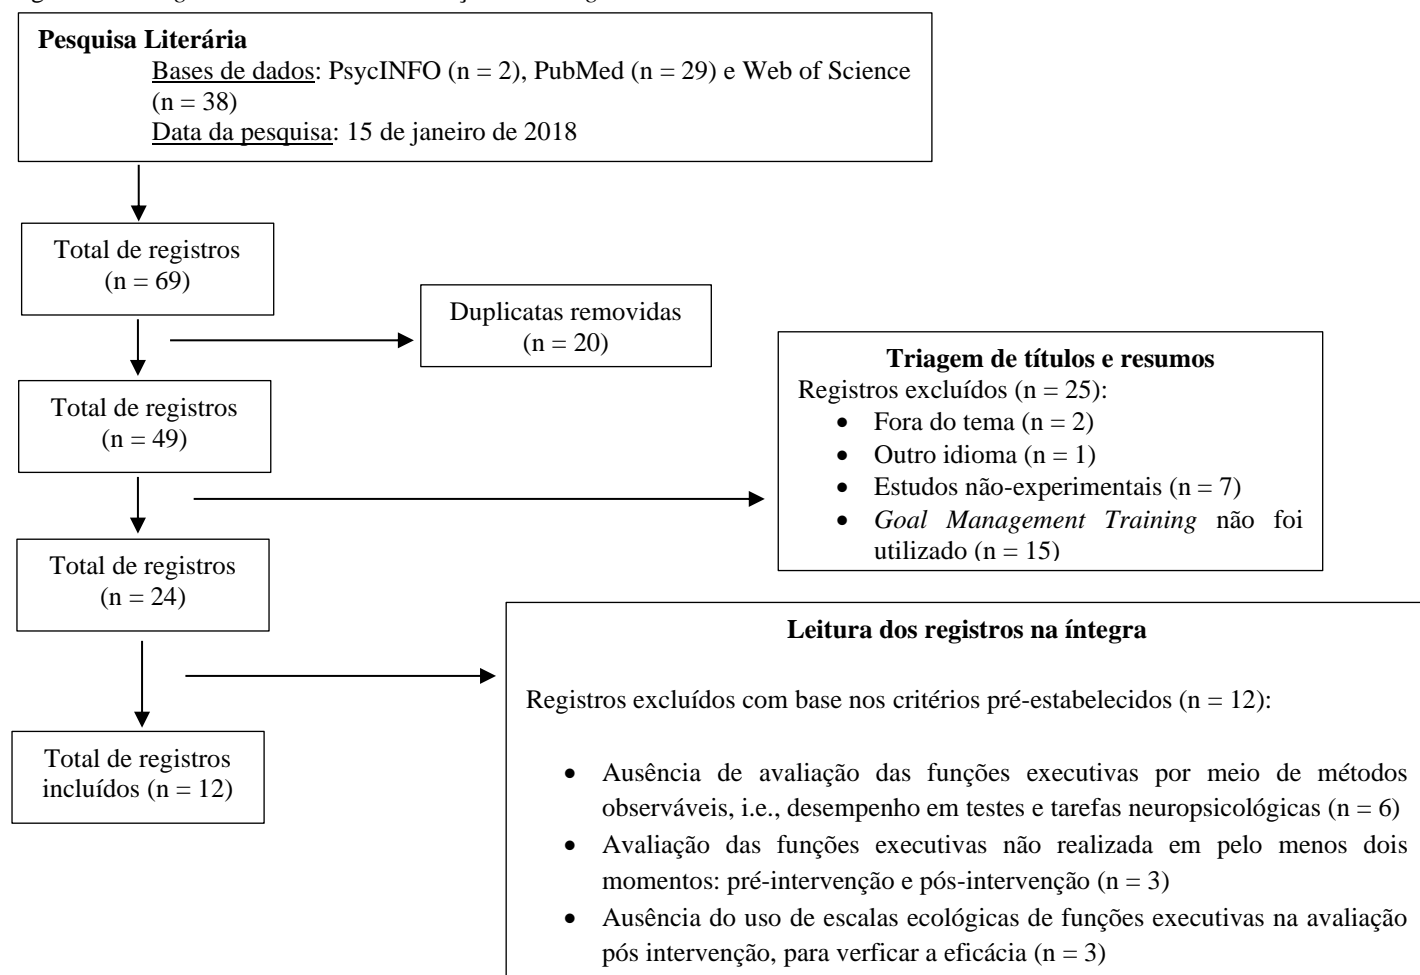 Pesquisa Literária
Bases de dados: PsycINFO (n = 2), PubMed (n = 29) e Web of Science
(n = 38)
Data da pesquisa: 15 de janeiro de 2018
Total de registros
(n = 69)
Duplicatas removidas
(n = 20)
Total de registros
(n = 49)
Triagem de títulos e resumos
Registros excluídos (n = 25):
• Fora do tema (n = 2)
• Outro idioma (n = 1)
• Estudos não-experimentais (n = 7)
• Goal Management Training não foi
utilizado (n = 15)
Total de registros
(n = 24)
Leitura dos registros na íntegra
Registros excluídos com base nos critérios pré-estabelecidos (n = 12):
• Ausência de avaliação das funções executivas por meio de métodos
observáveis, i.e., desempenho em testes e tarefas neuropsicológicas (n = 6)
• Avaliação das funções executivas não realizada em pelo menos dois
momentos: pré-intervenção e pós-intervenção (n = 3)
• Ausência do uso de escalas ecológicas de funções executivas na avaliação
pós intervenção, para verficar a eficácia (n = 3)
Total de registros
incluídos (n = 12)